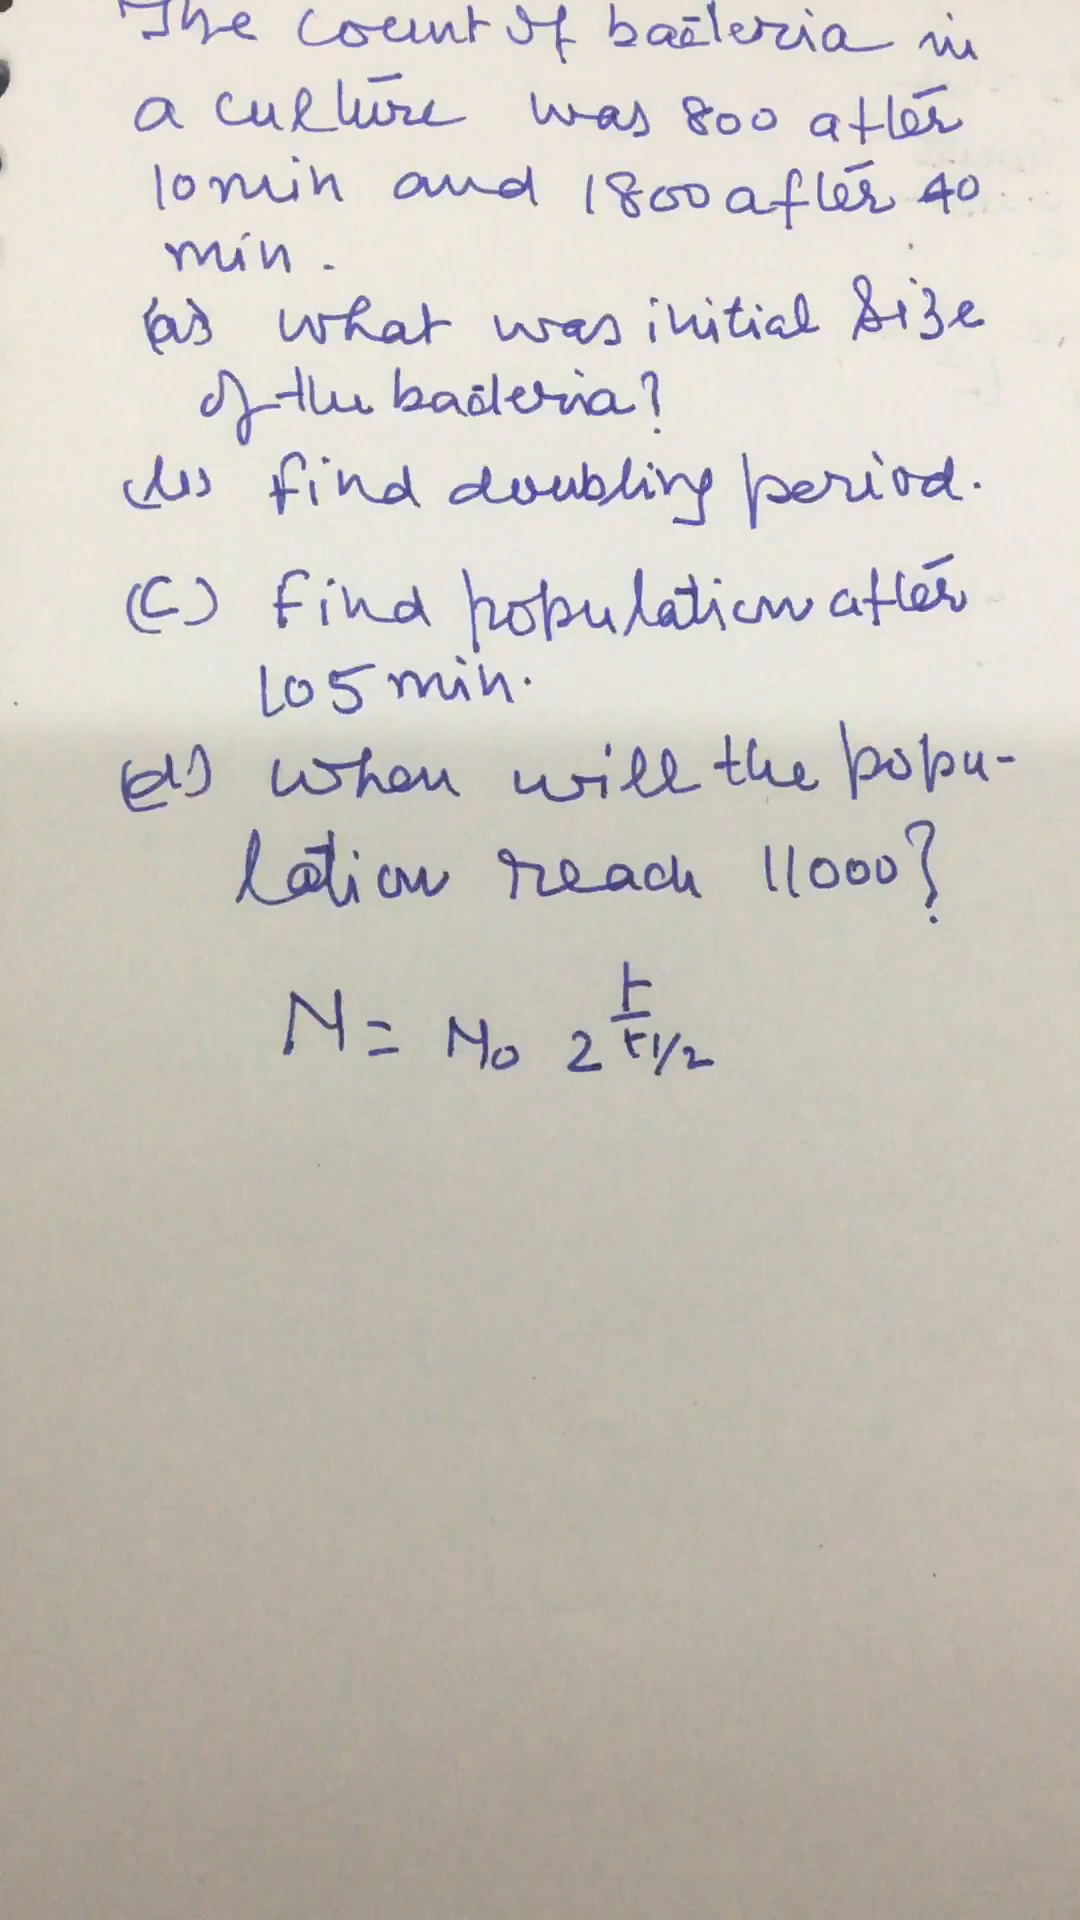 The count of bacteria in
a culture was 800 after
10 min and 1800 after 40
min.
(a) what was initial size
of the bacteria?
(b) find doubling period.
(c) find population after
105 min.
(d) when will the popu-
lation reach 11000?
N = N₀ 2^(t/t1/2)